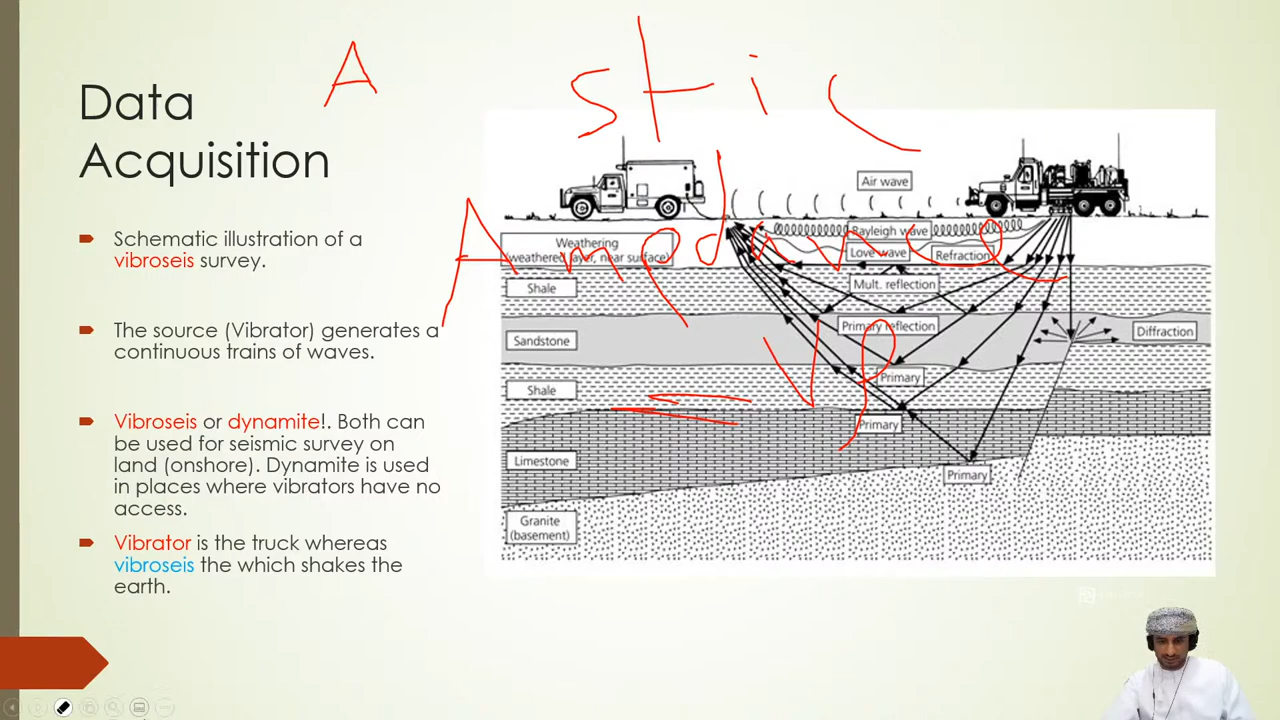 A
stic
Data
Acquisition
Schematic illustration of a
vibroseis survey.
The source (Vibrator) generates a
continuous trains of waves.
Vibroseis or dynamite!. Both can
be used for seismic survey on
land (onshore). Dynamite is used
in places where vibrators have no
access.
Vibrator is the truck whereas
vibroseis the which shakes the
earth.
Air wave
Ampdance
Weathering
(weathered layer, near surface)
Rayleigh wave
Love wave
Refraction
Shale
Mult. reflection
Primary reflection
Diffraction
Sandstone
= Vp
Shale
Primary
Primary
Limestone
Primary
Granite
(basement)